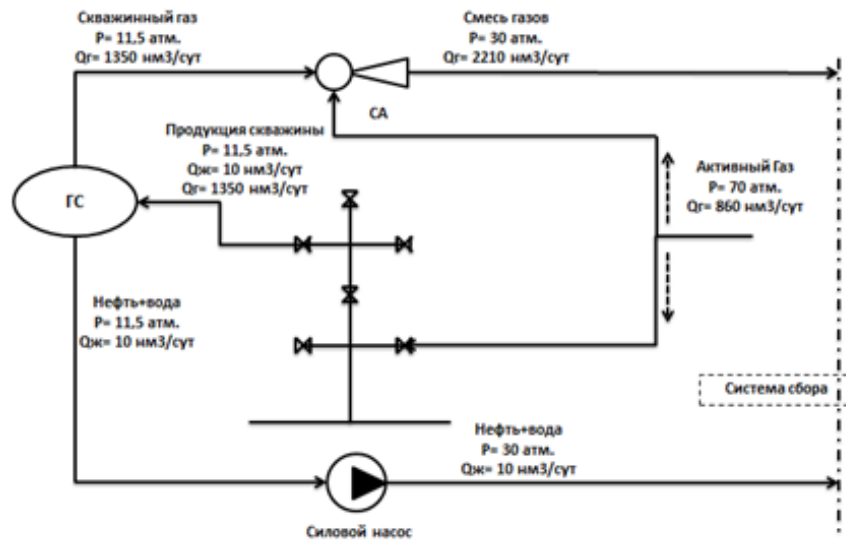 Скважинный газ
P= 11,5 атм.
Qг= 1350 нм3/сут
Смесь газов
P= 30 атм.
Qг= 2210 нм3/сут
СА
Продукция скважины
P= 11,5 атм.
Qж= 10 нм3/сут
Qг= 1350 нм3/сут
Активный Газ
P= 70 атм.
Qг= 860 нм3/сут
ГС
Нефть+вода
P= 11,5 атм.
Qж= 10 нм3/сут
Система сбора
Нефть+вода
P= 30 атм.
Qж= 10 нм3/сут
Силовой насос